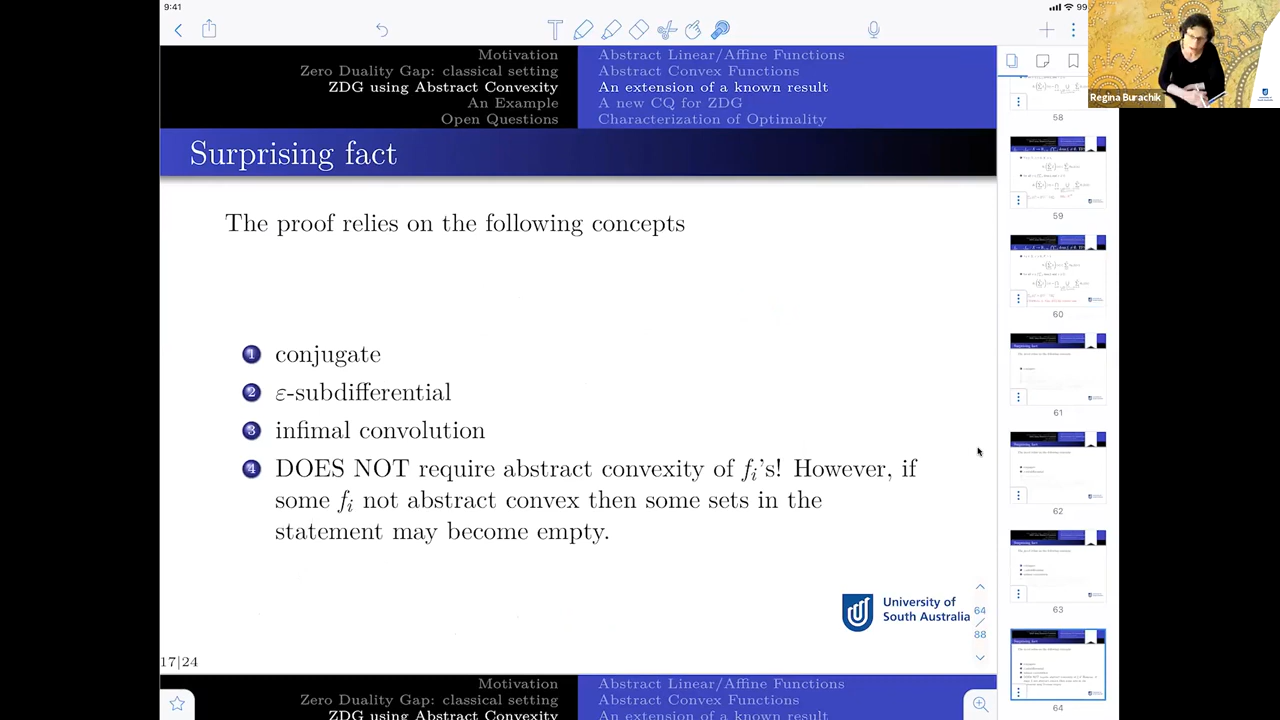 9:41
99
Motivation
Zero Duality Gap: classical setting
ZDG using Abstract Convexity
An Example
Open Questions
Abstract Linear/Affine Functions
Abstract Convex Functions
An extension of a known result
A new CQ for ZDG
Characterization of Optimality
Regina Burachik
Surprising fact
The proof relies on the following concepts
1 conjugate
2 ε-subdifferential
3 infimal convolution
4 DOES NOT require abstract convexity of fᵢ's! However, if
some fᵢ not abstract convex then some sets in the
statement may become empty.
University of
South Australia
64
/
88
17|24
Motivation
Zero Duality Gap: classical setting
Abstract Linear/Affine Functions
Abstract Convex Functions
An extension of a known result
58
59
60
61
62
63
64